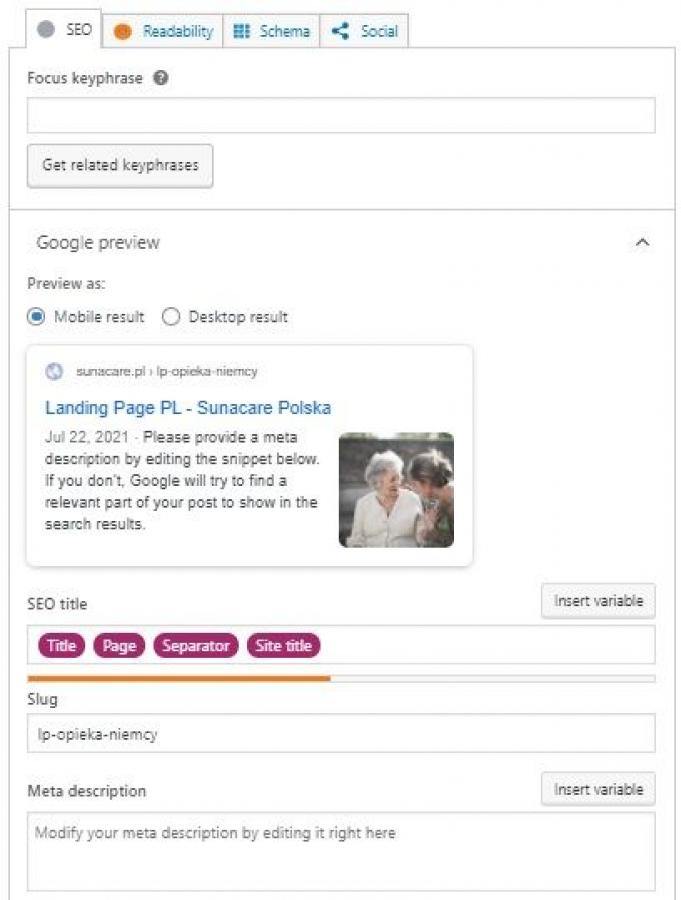 SEO Readability Schema Social
Focus keyphrase ?
Get related keyphrases
Google preview
Preview as:
Mobile result Desktop result
sunacare.pl › lp-opieka-niemcy
Landing Page PL - Sunacare Polska
Jul 22, 2021 · Please provide a meta
description by editing the snippet below.
If you don't, Google will try to find a
relevant part of your post to show in the
search results.
SEO title Insert variable
Title Page Separator Site title
Slug
lp-opieka-niemcy
Meta description Insert variable
Modify your meta description by editing it right here